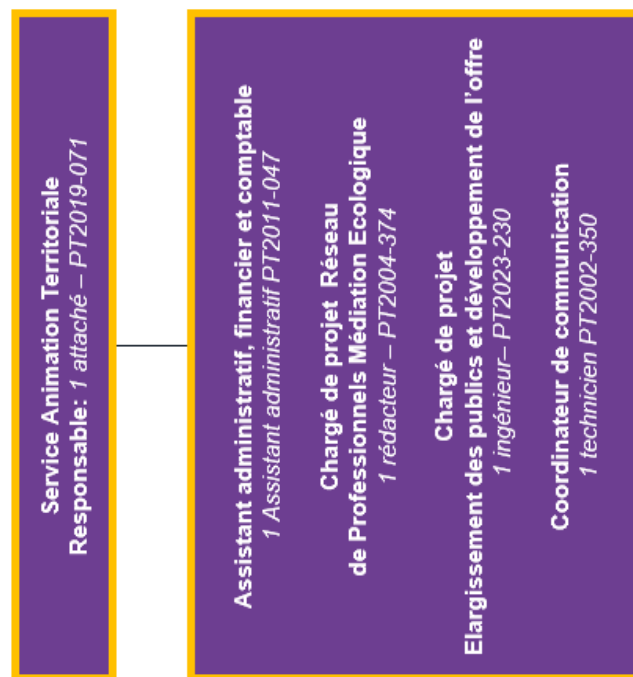 Service Animation Territoriale
Responsable: 1 attaché – PT2019-071
Assistant administratif, financier et comptable
1 Assistant administratif PT2011-047
Chargé de projet Réseau
de Professionnels Médiation Ecologique
1 rédacteur – PT2004-374
Chargé de projet
Elargissement des publics et développement de l'offre
1 ingénieur– PT2023-230
Coordinateur de communication
1 technicien PT2002-350